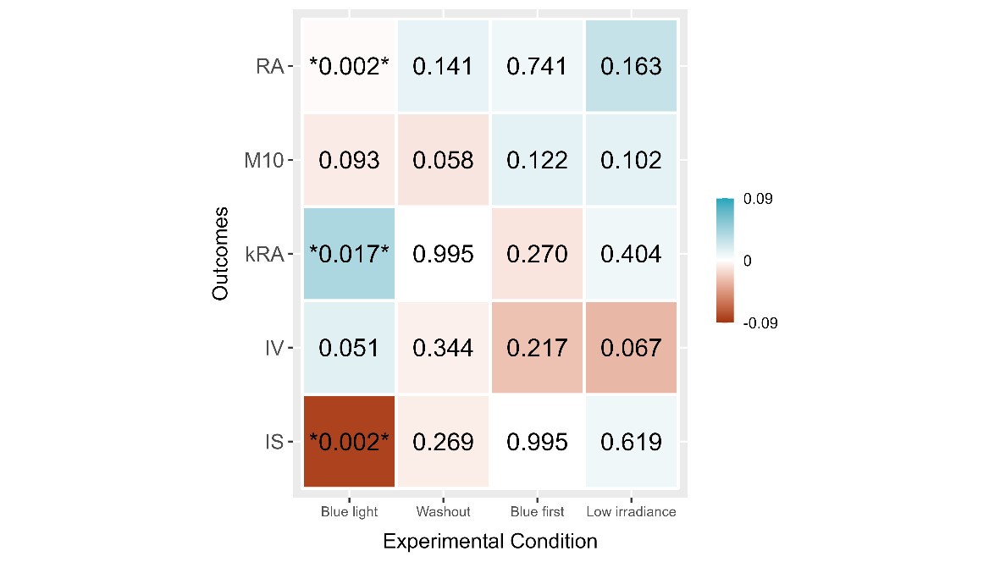 RA *0.002* 0.141 0.741 0.163
M10 0.093 0.058 0.122 0.102
kRA *0.017* 0.995 0.270 0.404
IV 0.051 0.344 0.217 0.067
IS *0.002* 0.269 0.995 0.619
Outcomes
Blue light Washout Blue first Low irradiance
Experimental Condition
0.09
0
-0.09